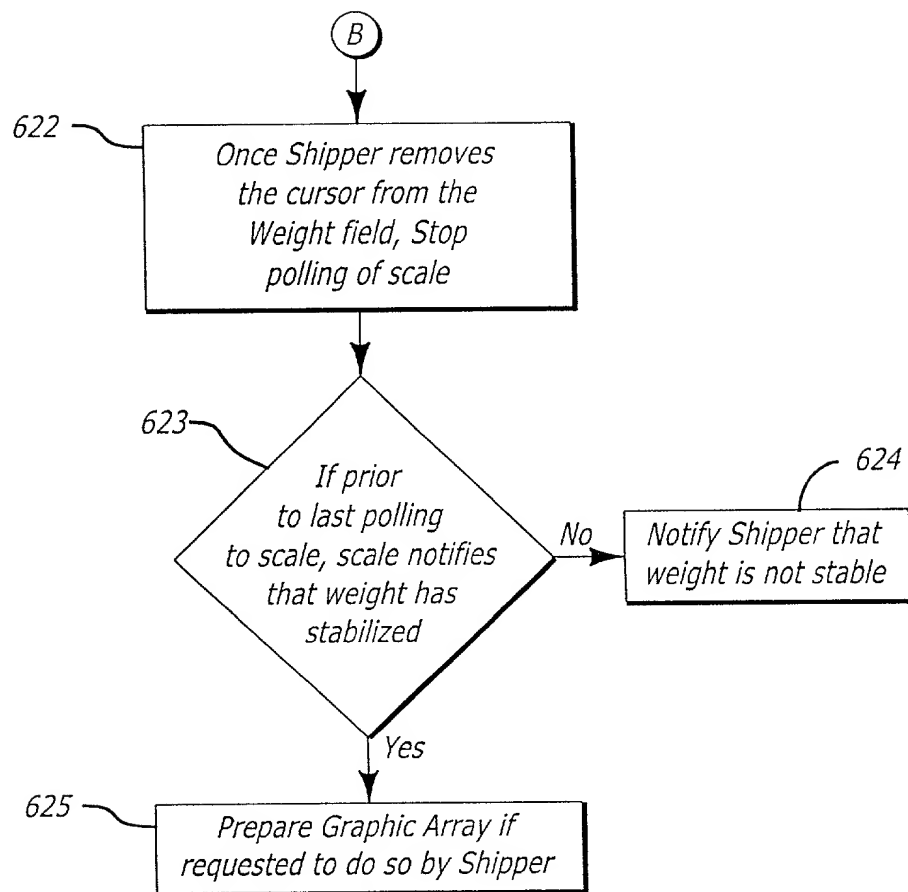 B
622
Once Shipper removes
the cursor from the
Weight field, Stop
polling of scale
623
If prior
to last polling
to scale, scale notifies
that weight has
stabilized
No
624
Notify Shipper that
weight is not stable
Yes
625
Prepare Graphic Array if
requested to do so by Shipper